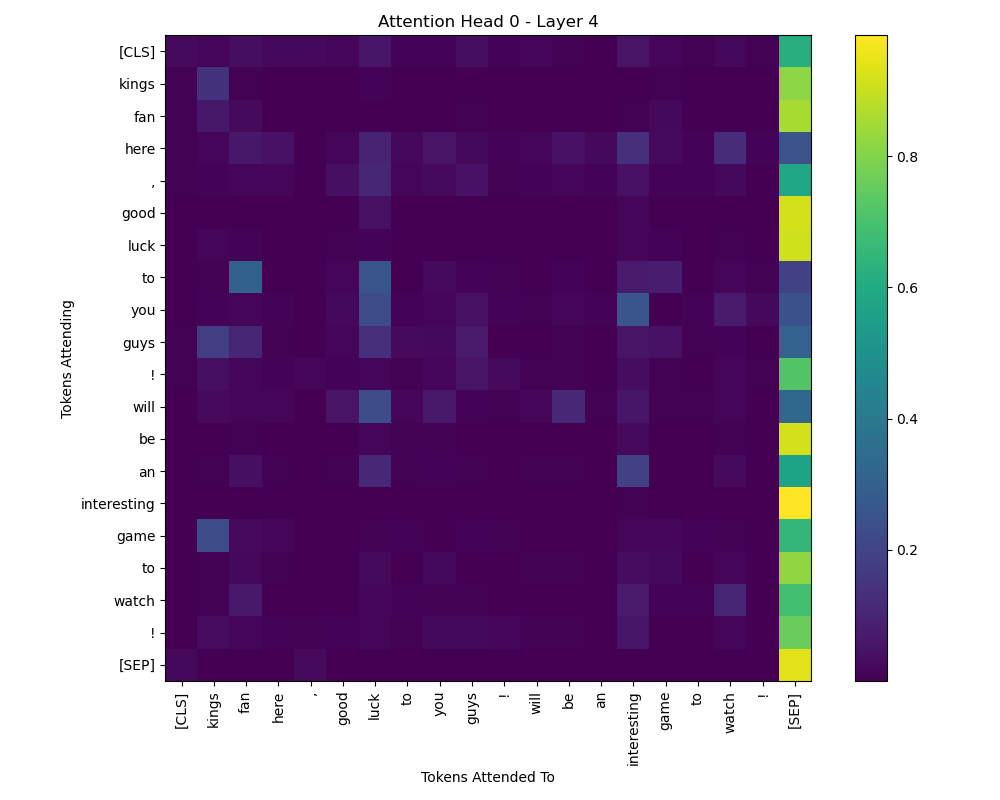 Attention Head 0 - Layer 4
Tokens Attending
[CLS]
kings
fan
here
,
good
luck
to
you
guys
!
will
be
an
interesting
game
to
watch
!
[SEP]
[CLS]
kings
fan
here
,
good
luck
to
you
guys
!
will
be
an
interesting
game
to
watch
!
[SEP]
Tokens Attended To
0.8
0.6
0.4
0.2